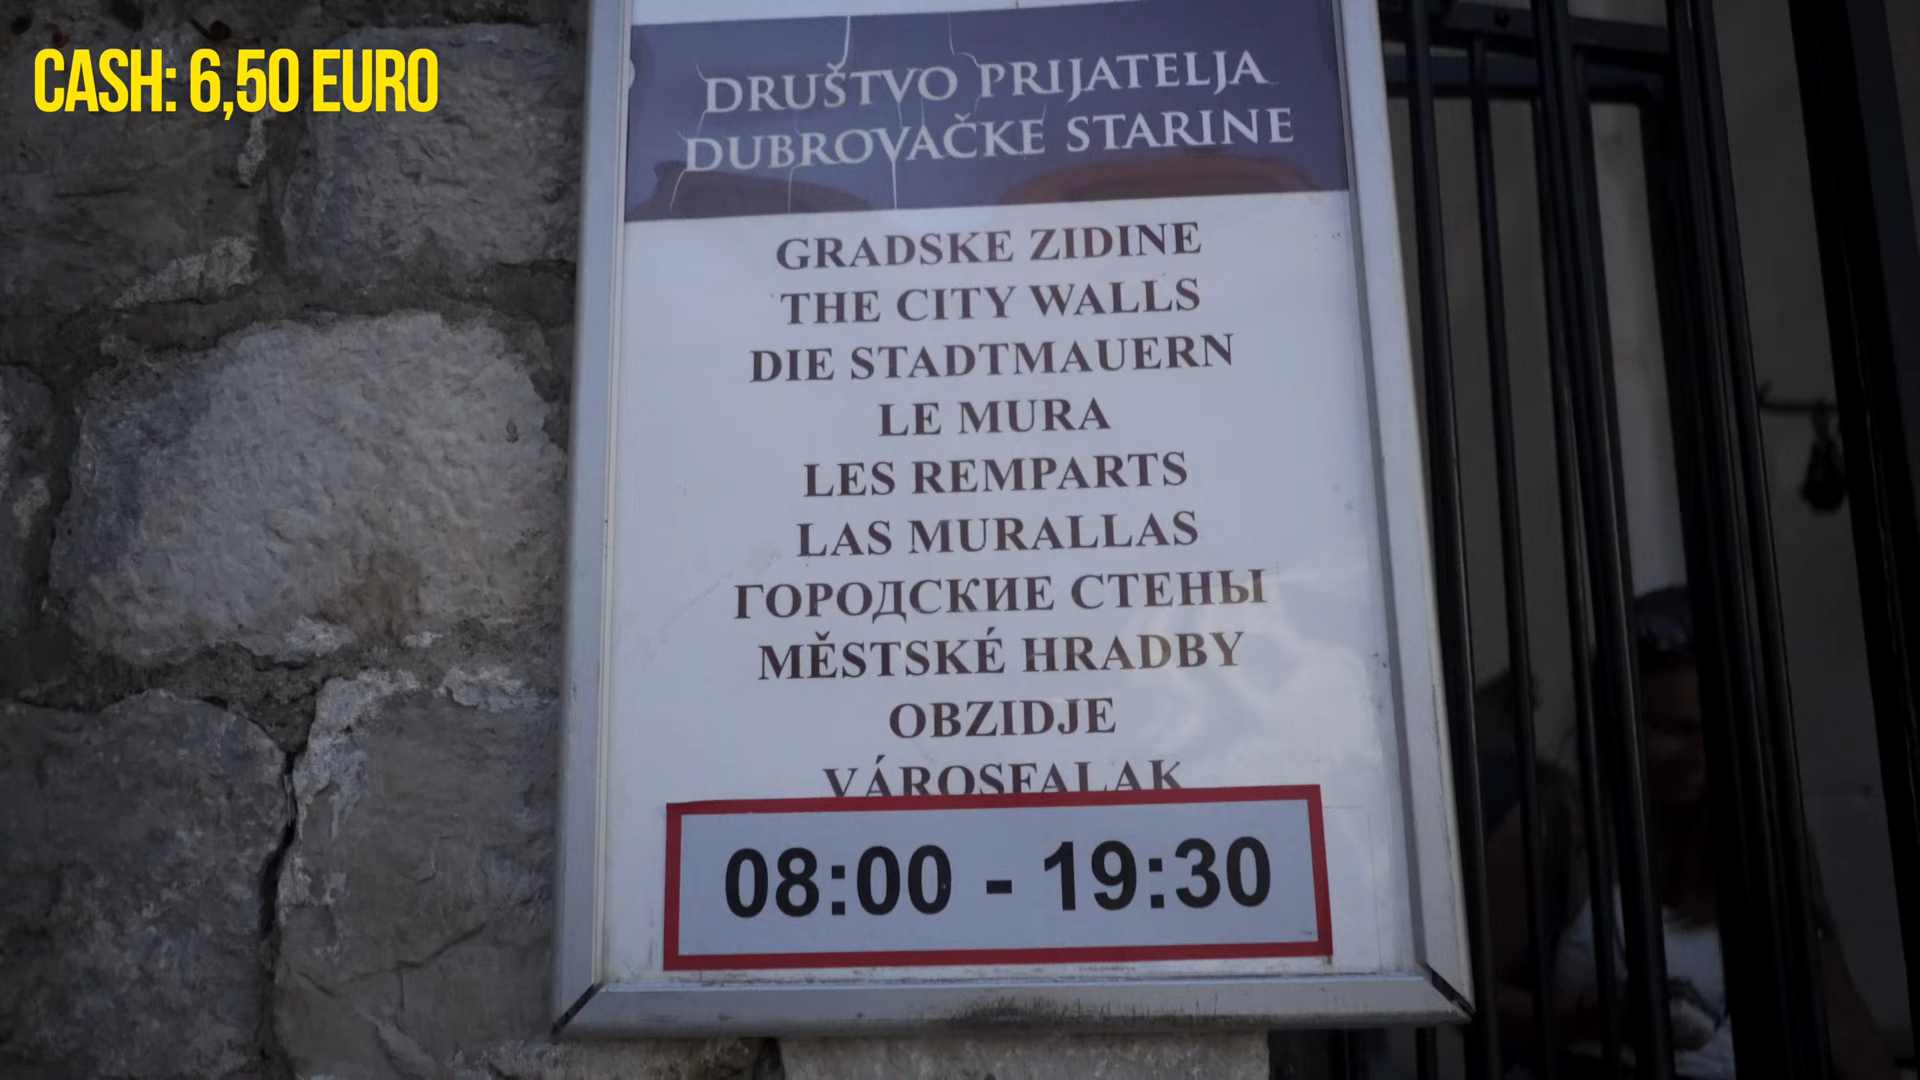 CASH: 6,50 EURO
DRUŠTVO PRIJATELJA
DUBROVAČKE STARINE
GRADSKE ZIDINE
THE CITY WALLS
DIE STADTMAUERN
LE MURA
LES REMPARTS
LAS MURALLAS
ГОРОДСКИЕ СТЕНЫ
MĚSTSKÉ HRADBY
OBZIDJE
VÁROSFALAK
08:00 - 19:30